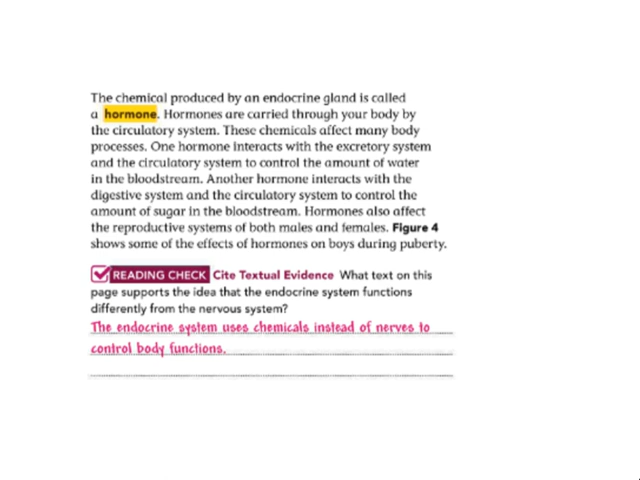 The chemical produced by an endocrine gland is called
a hormone. Hormones are carried through your body by
the circulatory system. These chemicals affect many body
processes. One hormone interacts with the excretory system
and the circulatory system to control the amount of water
in the bloodstream. Another hormone interacts with the
digestive system and the circulatory system to control the
amount of sugar in the bloodstream. Hormones also affect
the reproductive systems of both males and females. Figure 4
shows some of the effects of hormones on boys during puberty.
READING CHECK Cite Textual Evidence What text on this
page supports the idea that the endocrine system functions
differently from the nervous system?
The endocrine system uses chemicals instead of nerves to
control body functions.